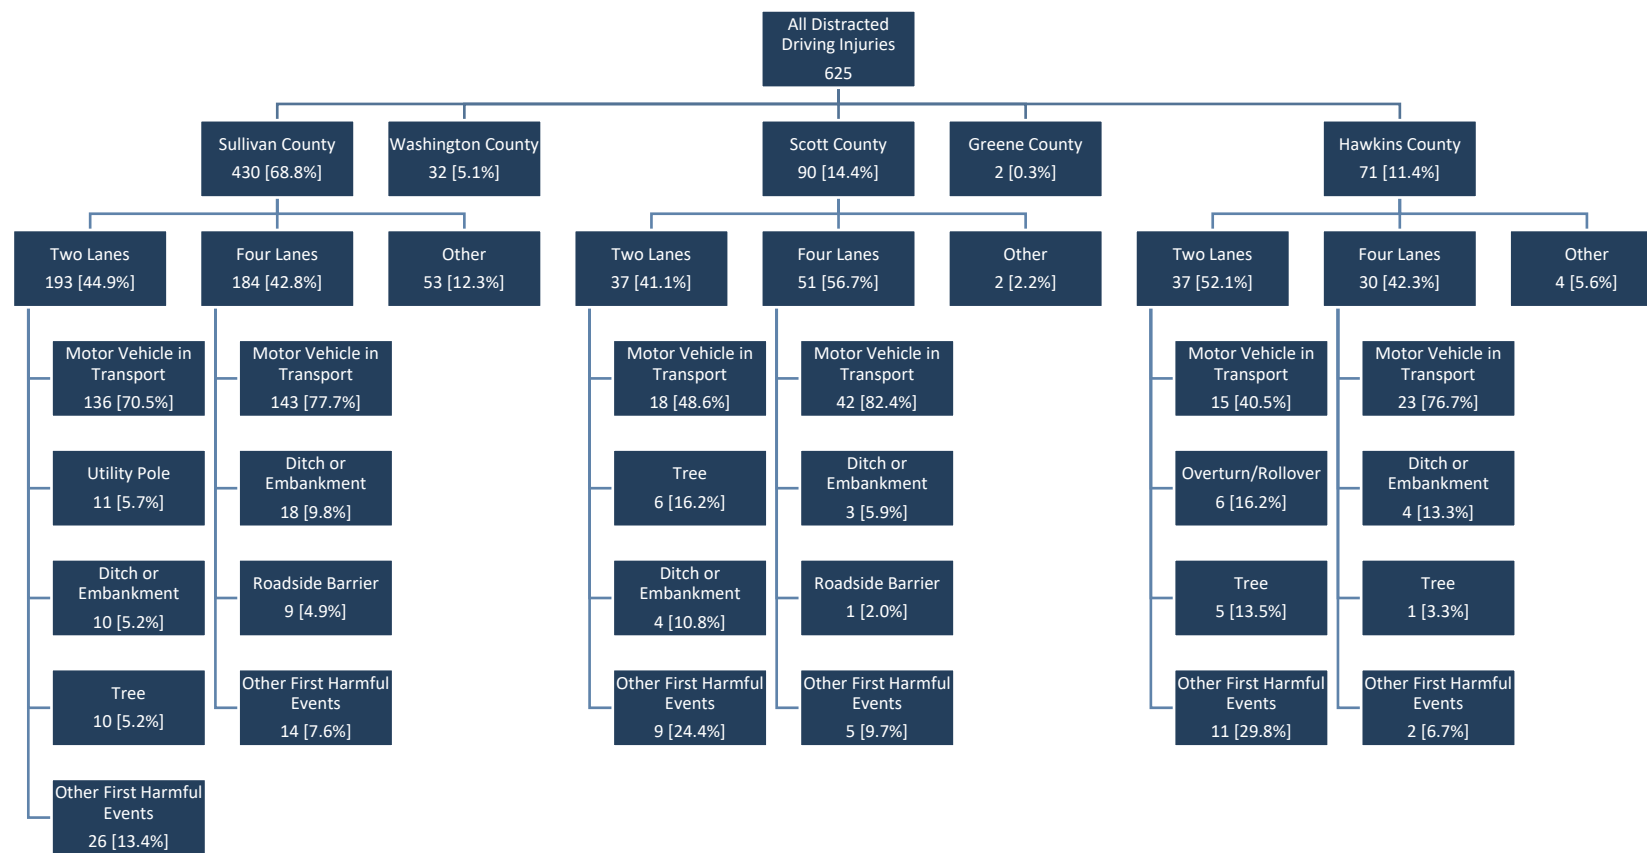 All Distracted
Driving Injuries
625
Sullivan County
430 [68.8%]
Washington County
32 [5.1%]
Scott County
90 [14.4%]
Greene County
2 [0.3%]
Hawkins County
71 [11.4%]
Two Lanes
193 [44.9%]
Four Lanes
184 [42.8%]
Other
53 [12.3%]
Two Lanes
37 [41.1%]
Four Lanes
51 [56.7%]
Other
2 [2.2%]
Two Lanes
37 [52.1%]
Four Lanes
30 [42.3%]
Other
4 [5.6%]
Motor Vehicle in
Transport
136 [70.5%]
Utility Pole
11 [5.7%]
Ditch or
Embankment
10 [5.2%]
Tree
10 [5.2%]
Other First Harmful
Events
26 [13.4%]
Motor Vehicle in
Transport
143 [77.7%]
Ditch or
Embankment
18 [9.8%]
Roadside Barrier
9 [4.9%]
Other First Harmful
Events
14 [7.6%]
Motor Vehicle in
Transport
18 [48.6%]
Tree
6 [16.2%]
Ditch or
Embankment
4 [10.8%]
Other First Harmful
Events
9 [24.4%]
Motor Vehicle in
Transport
42 [82.4%]
Ditch or
Embankment
3 [5.9%]
Roadside Barrier
1 [2.0%]
Other First Harmful
Events
5 [9.7%]
Motor Vehicle in
Transport
15 [40.5%]
Overturn/Rollover
6 [16.2%]
Tree
5 [13.5%]
Other First Harmful
Events
11 [29.8%]
Motor Vehicle in
Transport
23 [76.7%]
Ditch or
Embankment
4 [13.3%]
Tree
1 [3.3%]
Other First Harmful
Events
2 [6.7%]